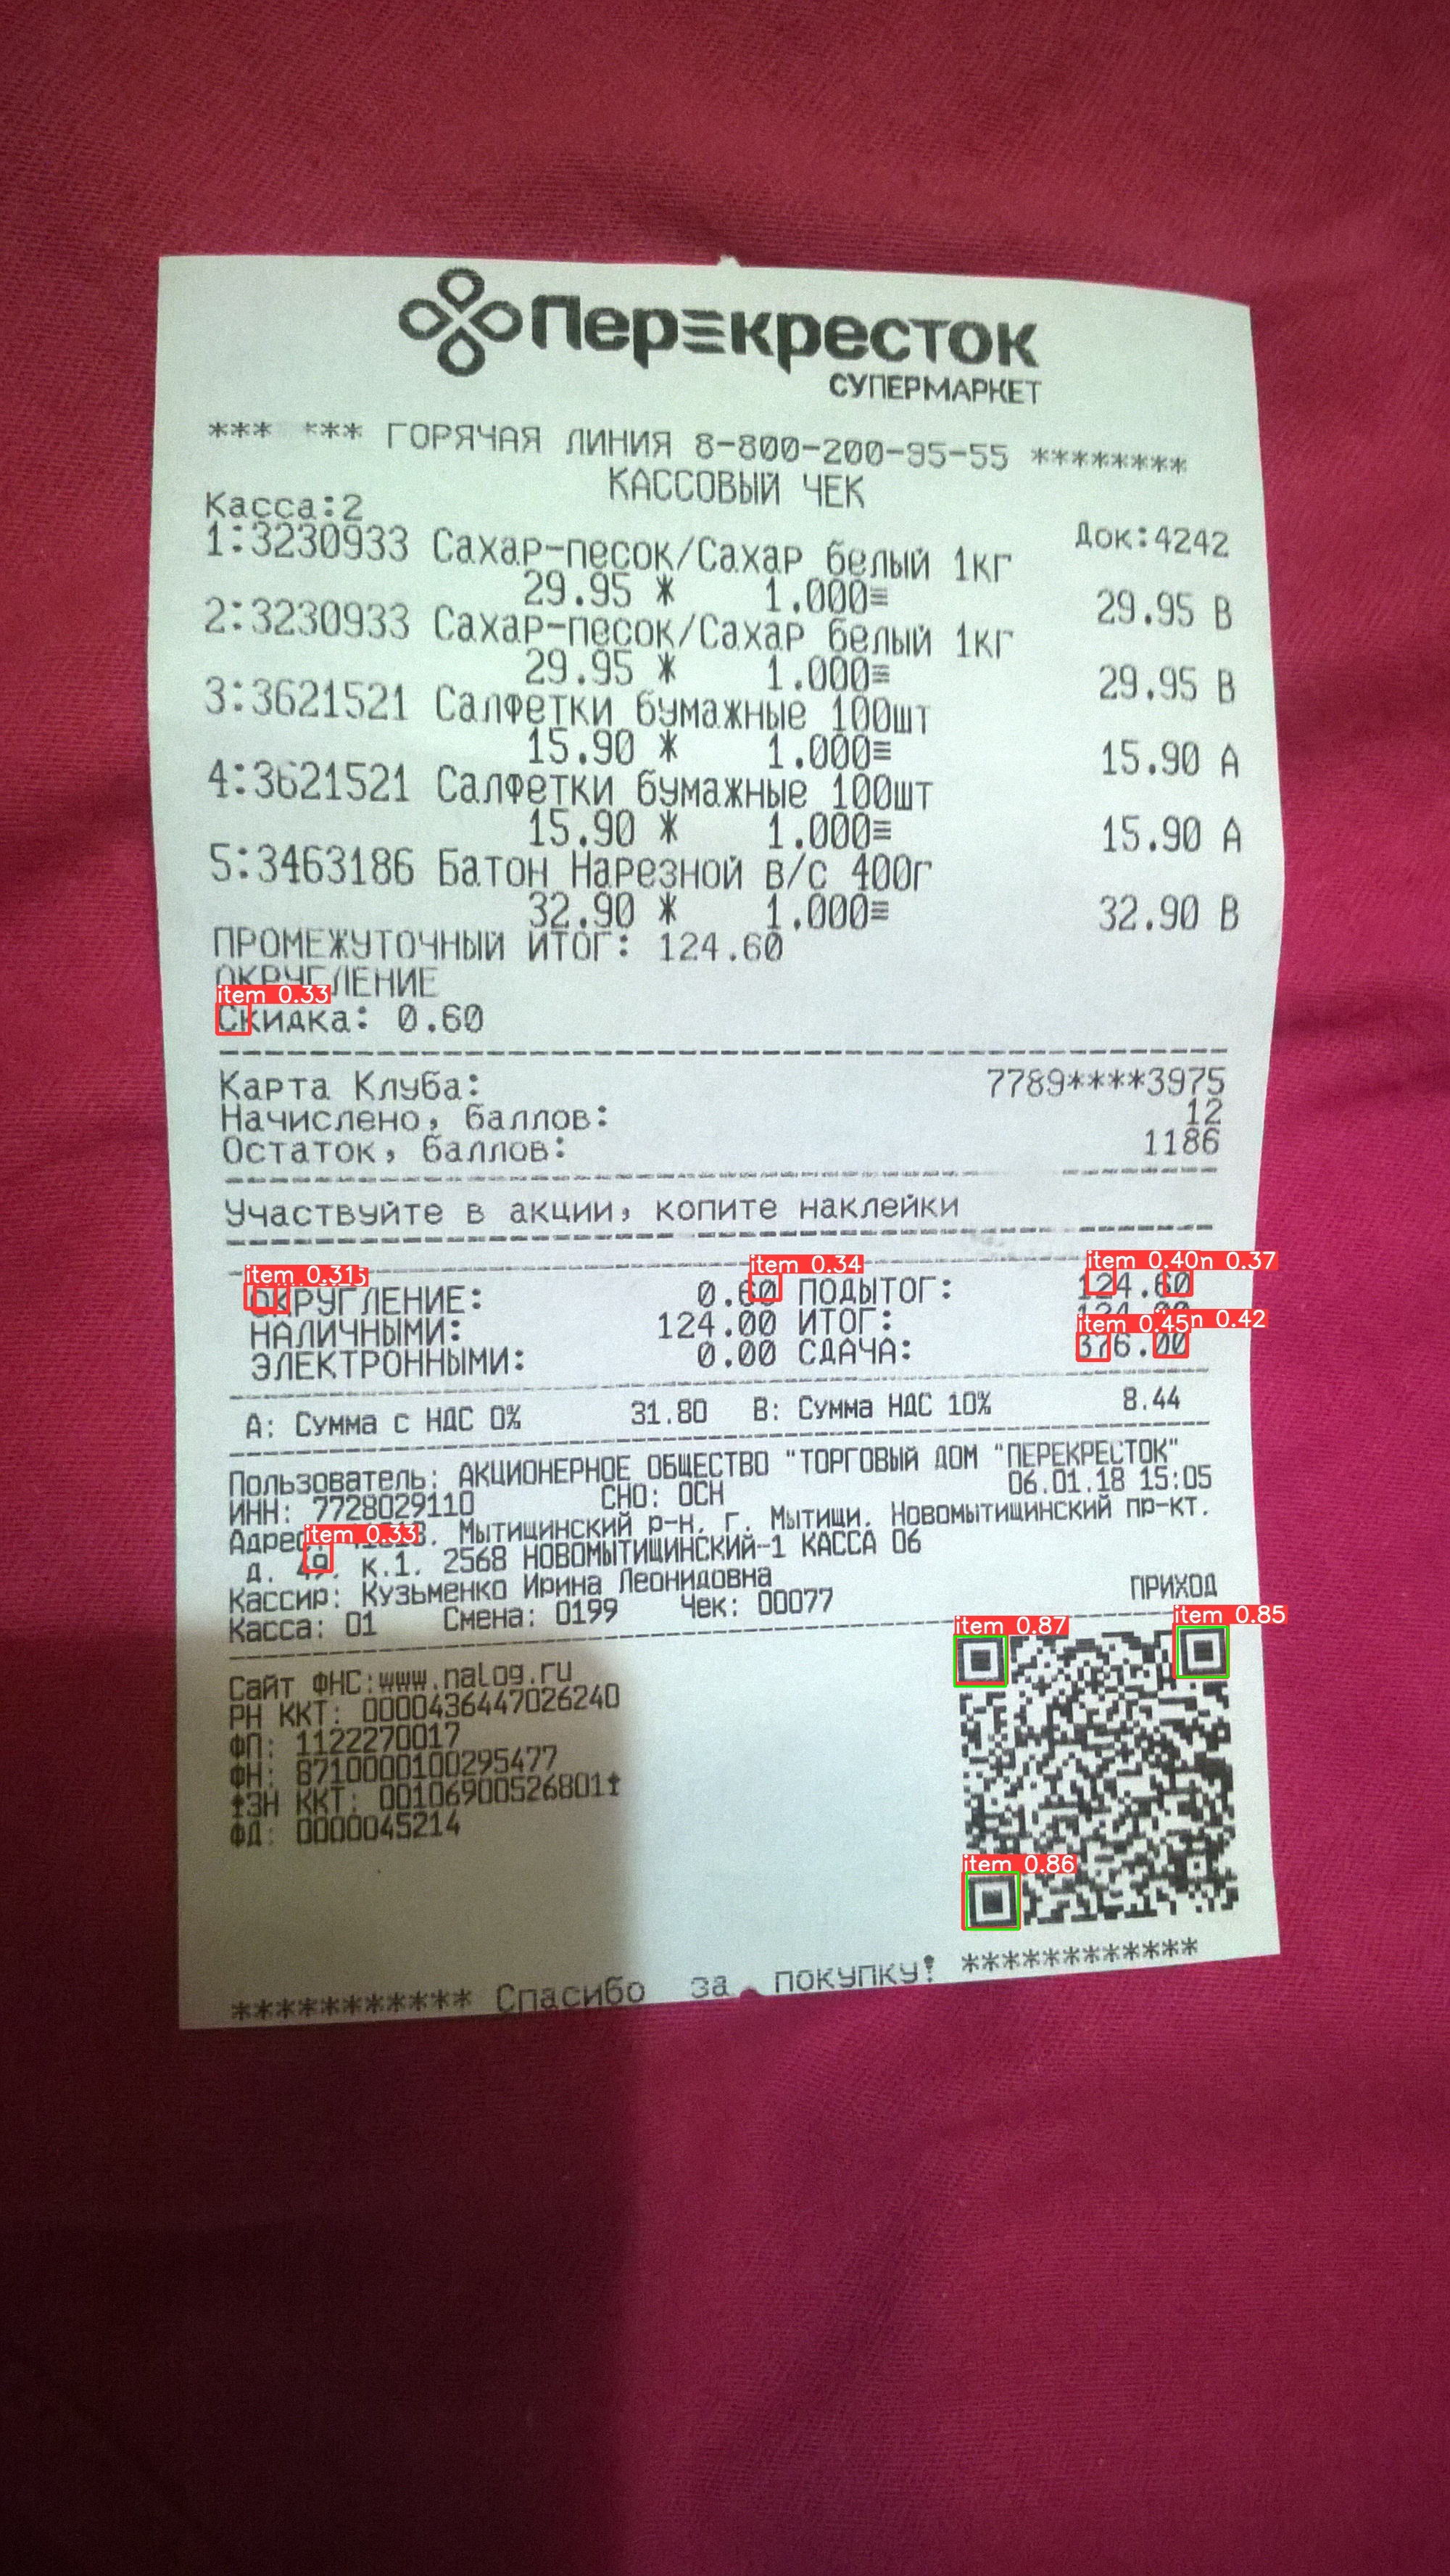 Перекресток
СУПЕРМАРКЕТ
*** *** ГОРЯЧАЯ ЛИНИЯ 8-800-200-95-55 ********
КАССОВЫЙ ЧЕК
Касса:2 Док:4242
1:3230933 Сахар-песок/Сахар белый 1кг
29.95 * 1.000≡ 29.95 В
2:3230933 Сахар-песок/Сахар белый 1кг
29.95 * 1.000≡ 29.95 В
3:3621521 Салфетки бумажные 100шт
15.90 * 1.000≡ 15.90 А
4:3621521 Салфетки бумажные 100шт
15.90 * 1.000≡ 15.90 А
5:3463186 Батон Нарезной в/с 400г
32.90 * 1.000≡ 32.90 В
ПРОМЕЖУТОЧНЫЙ ИТОГ: 124.60
ОКРУГЛЕНИЕ
item 0.33
Скидка: 0.60
Карта Клуба: 7789****3975
Начислено, баллов: 12
Остаток, баллов: 1186
Участвуйте в акции, копите наклейки
item 0.31 item 0.34 item 0.40 0.37
ОКРУГЛЕНИЕ: 0.60 ПОДЫТОГ: 124.60
НАЛИЧНЫМИ: 124.00 ИТОГ: 124.00
item 0.45 0.42
ЭЛЕКТРОННЫМИ: 0.00 СДАЧА: 376.00
А: Сумма с НДС 0% 31.80 В: Сумма НДС 10% 8.44
Пользователь: АКЦИОНЕРНОЕ ОБЩЕСТВО "ТОРГОВЫЙ ДОМ "ПЕРЕКРЕСТОК"
ИНН: 7728029110 СНО: ОСН 06.01.18 15:05
Мытищинский р-н, г. Мытищи, Новомытищинский пр-кт.
item 0.33
д. 49, к.1. 2568 НОВОМЫТИЩИНСКИЙ-1 КАССА 06
Кассир: Кузьменко Ирина Леонидовна ПРИХОД
Касса: 01 Смена: 0199 Чек: 00077
item 0.87 item 0.85
Сайт ФНС:www.nalog.ru
РН ККТ: 0000436447026240
ФП: 1122270017
ФН: 8710000100295477
ЗН ККТ: 00106900526801
ФД: 0000045214
item 0.86
*********** Спасибо за покупку! ************